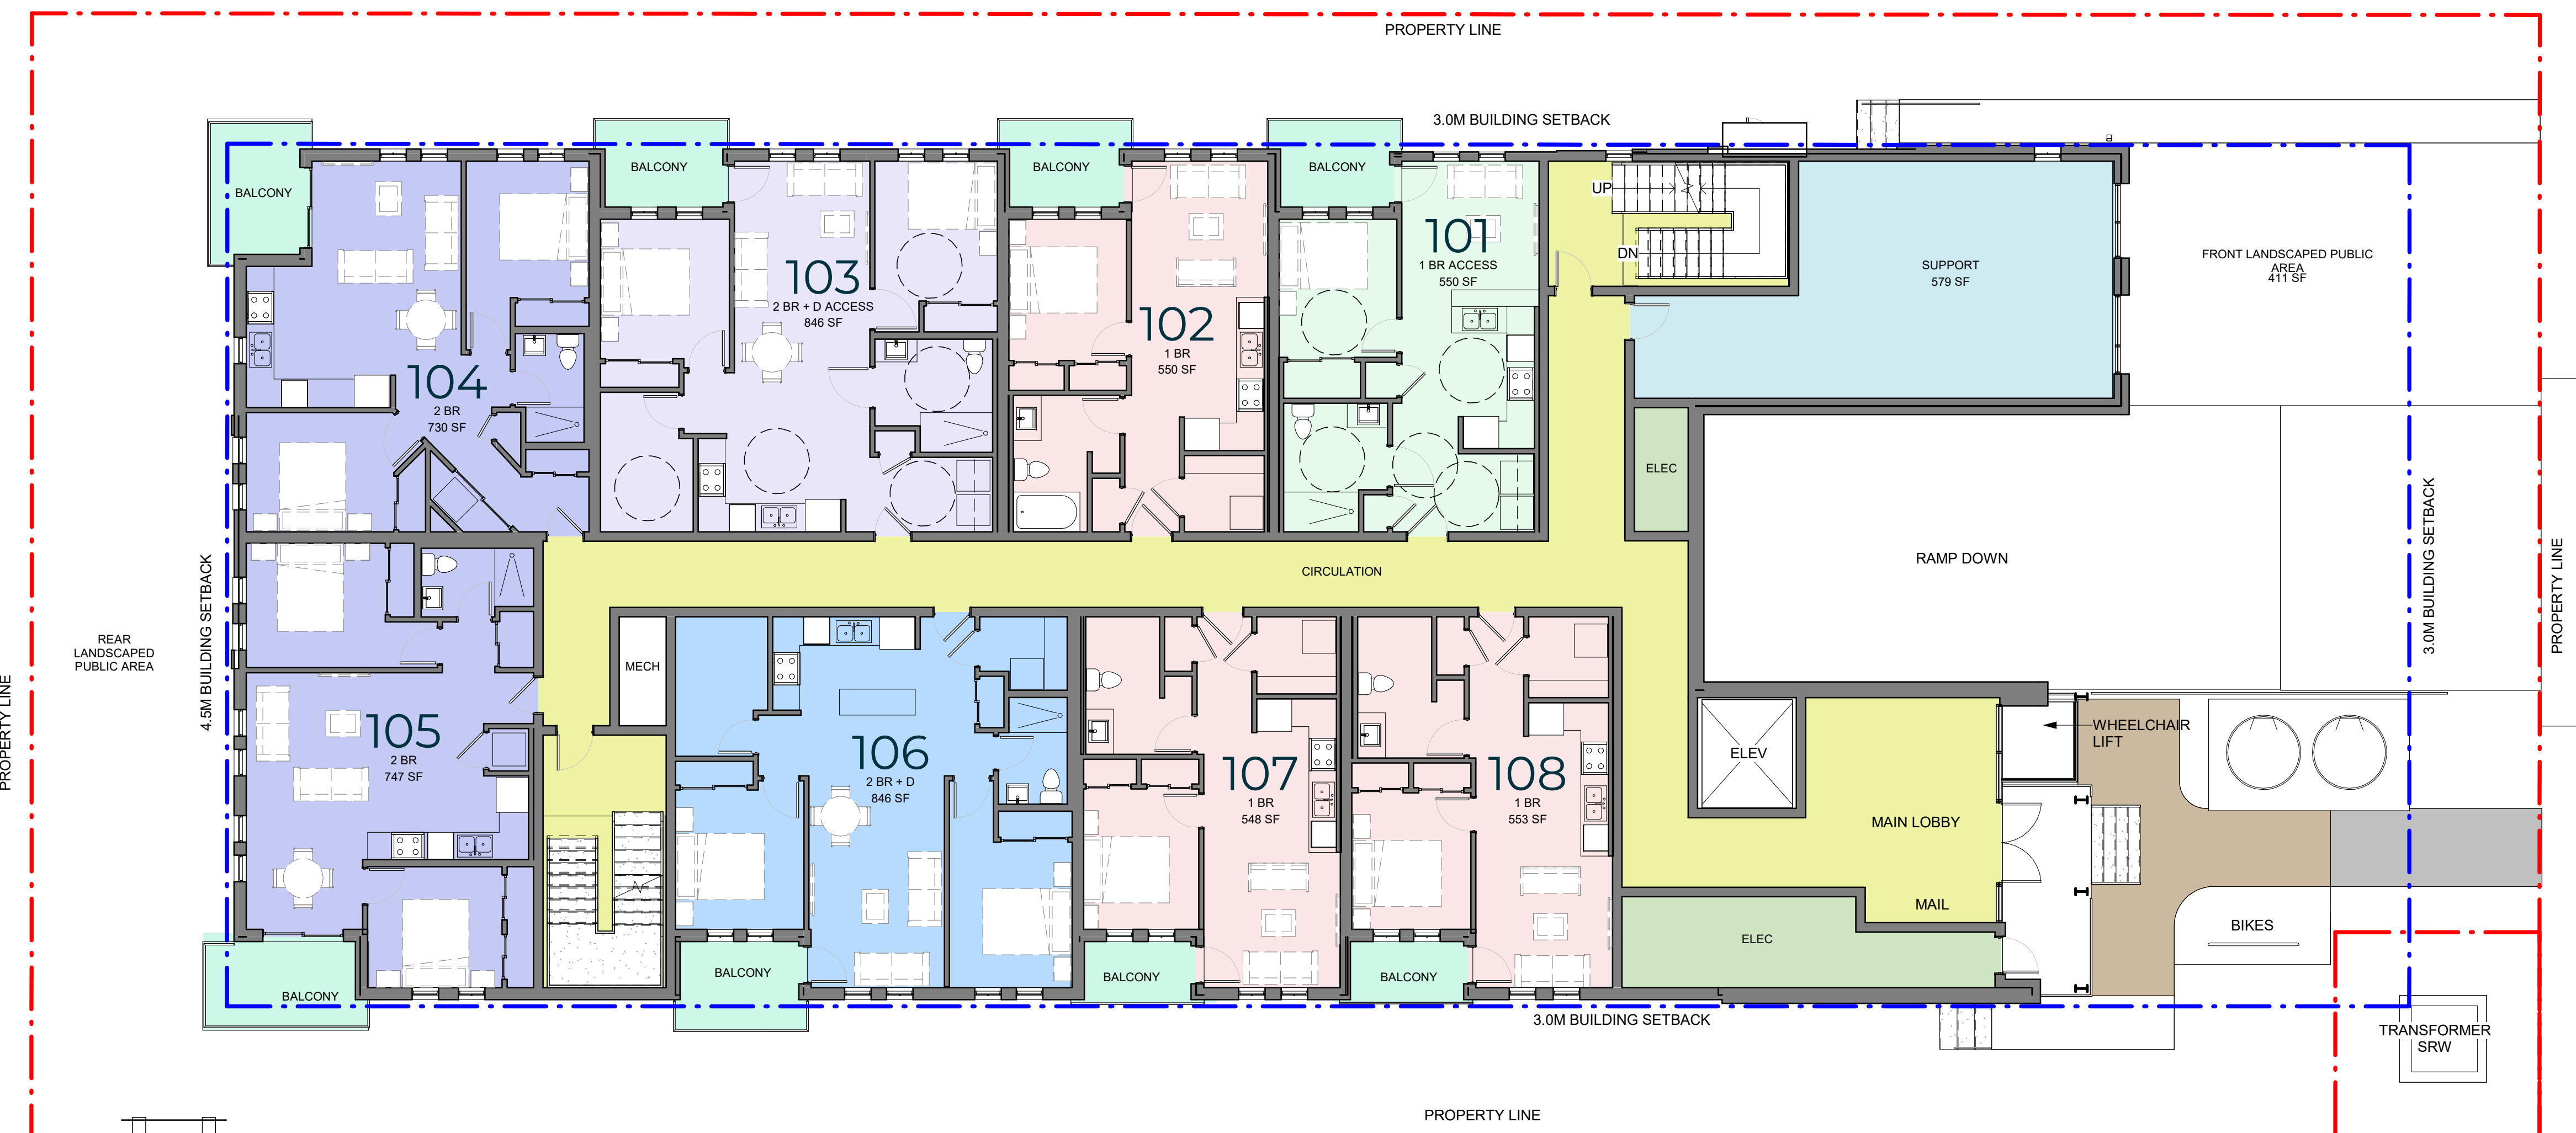 PROPERTY LINE
3.0M BUILDING SETBACK
BALCONY
BALCONY
BALCONY
BALCONY
UP
DN
101
1 BR ACCESS
550 SF
102
1 BR
550 SF
103
2 BR + D ACCESS
846 SF
104
2 BR
730 SF
SUPPORT
579 SF
FRONT LANDSCAPED PUBLIC
AREA
411 SF
ELEC
RAMP DOWN
3.0M BUILDING SETBACK
PROPERTY LINE
CIRCULATION
4.5M BUILDING SETBACK
REAR
LANDSCAPED
PUBLIC AREA
PROPERTY LINE
MECH
105
2 BR
747 SF
106
2 BR + D
846 SF
107
1 BR
548 SF
108
1 BR
553 SF
ELEV
WHEELCHAIR
LIFT
MAIN LOBBY
MAIL
BIKES
ELEC
BALCONY
BALCONY
BALCONY
BALCONY
3.0M BUILDING SETBACK
TRANSFORMER
SRW
PROPERTY LINE